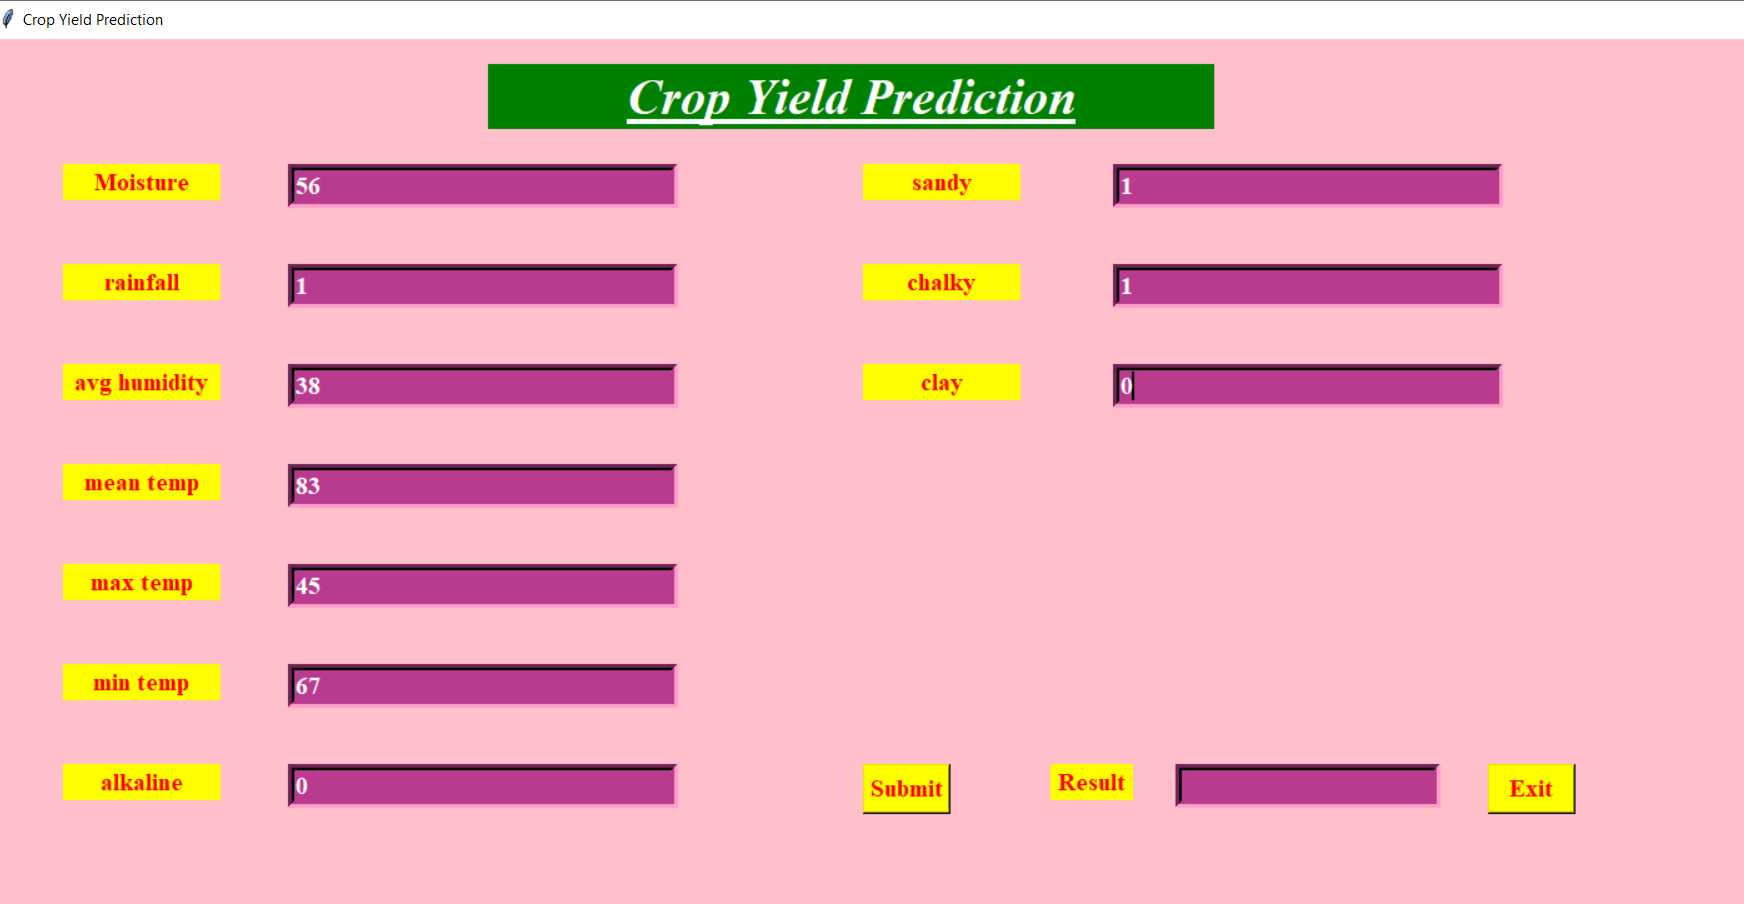 Crop Yield Prediction
Crop Yield Prediction
Moisture 56 sandy 1
rainfall 1 chalky 1
avg humidity 38 clay 0
mean temp 83
max temp 45
min temp 67
alkaline 0 Submit Result Exit